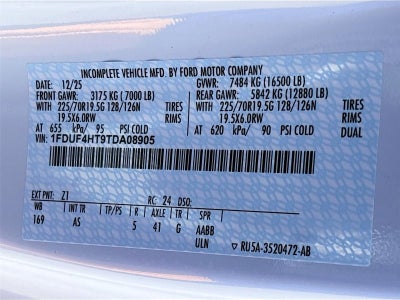 INCOMPLETE VEHICLE MFD. BY FORD MOTOR COMPANY
12/25 GVWR: 7484 KG (16500 LB)
FRONT GAWR: 3175 KG (7000 LB) REAR GAWR: 5842 KG (12880 LB)
WITH WITH
225/70R19.5G 128/126N TIRES 225/70R19.5G 128/126N TIRES
19.5X6.0RW RIMS 19.5X6.0RW RIMS
AT 655 kPa/ 95 PSI COLD AT 620 kPa/ 90 PSI COLD
1FDUF4HT9TDA08905
EXT PNT: Z1 RC: 24 DSO:
WB INT TR TP/PS R AXLE TR SPR
169 AS 5 41 G AABB
ULN RU5A-3520472-AB